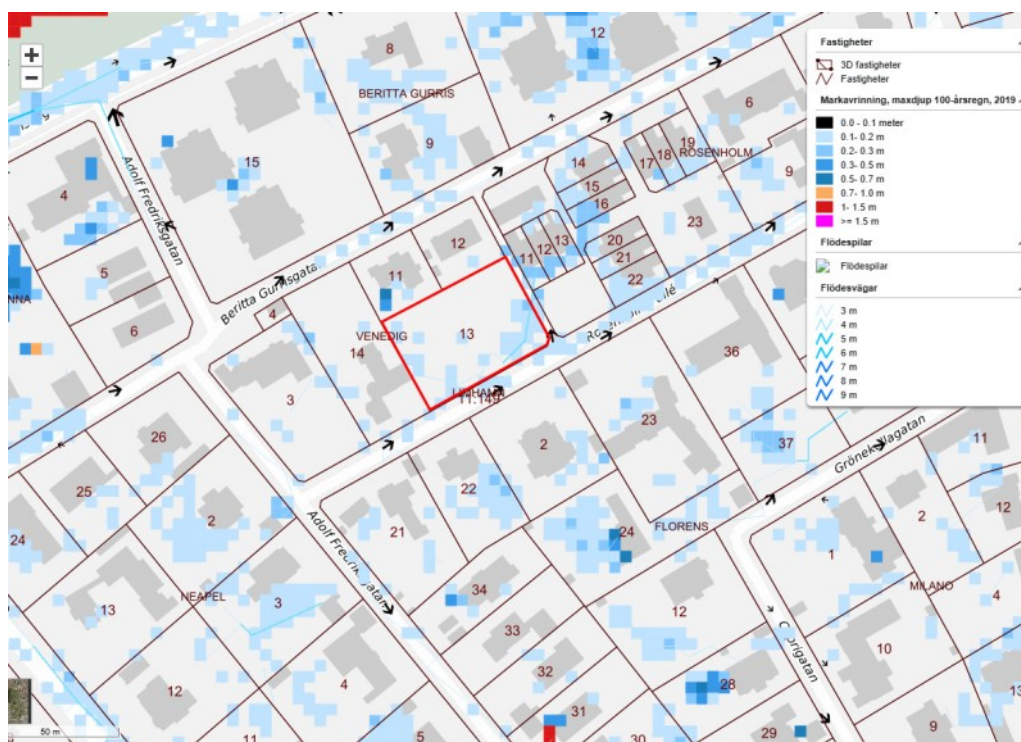 +
−
Fastigheter
3D fastigheter
Fastigheter
Markavrinning, maxdjup 100-årsregn, 2019
0.0 - 0.1 meter
0.1- 0.2 m
0.2- 0.3 m
0.3- 0.5 m
0.5- 0.7 m
0.7- 1.0 m
1- 1.5 m
>= 1.5 m
Flödespilar
Flödespilar
Flödesvägar
3 m
4 m
5 m
6 m
7 m
8 m
9 m
12
8
BERITTA GURRIS
9
15
4
Adolf Fredriksgatan
14
17
18
19
ROSENHOLM
6
15
16
9
23
5
6
12
11
12
13
20
21
22
11
Beritta Gurrisgata
4
VENEDIG
13
14
3
11:149
36
26
25
24
2
2
23
37
Grönekullagatan
11
22
21
FLORENS
24
2
12
1
MILANO
4
Adolf Fredriksgatan
NEAPEL
3
13
34
33
12
10
32
4
12
28
13
31
30
29
9
11
5
50 m